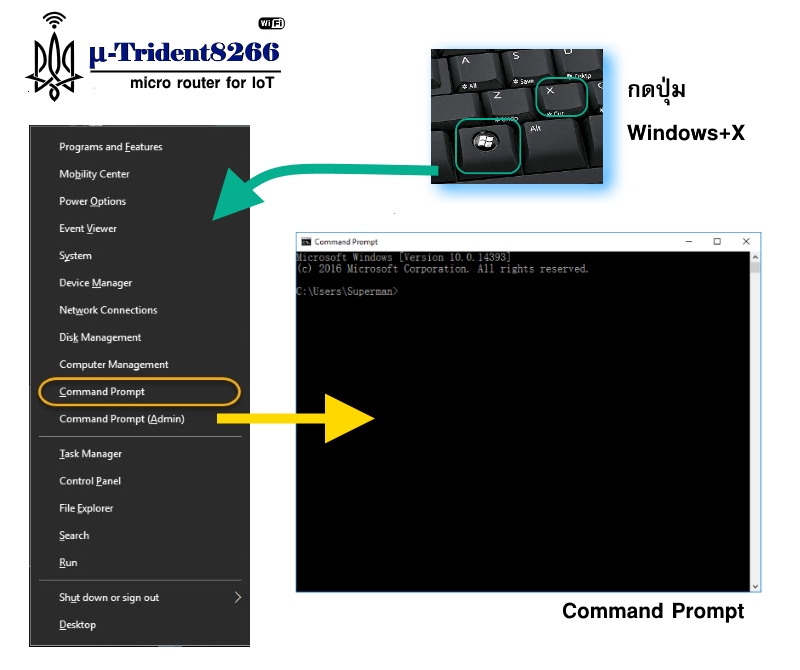 WiFi
µ-Trident8266
micro router for IoT
A
S
D
※All
※Save
Z
X
※Undo
※Cut
Alt
กดปุ่ม
Windows+X
Programs and Features
Mobility Center
Power Options
Event Viewer
System
Device Manager
Network Connections
Disk Management
Computer Management
Command Prompt
Command Prompt (Admin)
Task Manager
Control Panel
File Explorer
Search
Run
Shut down or sign out
Desktop
Command Prompt
Microsoft Windows [Version 10.0.14393]
(c) 2016 Microsoft Corporation. All rights reserved.
C:\Users\Superman>
Command Prompt